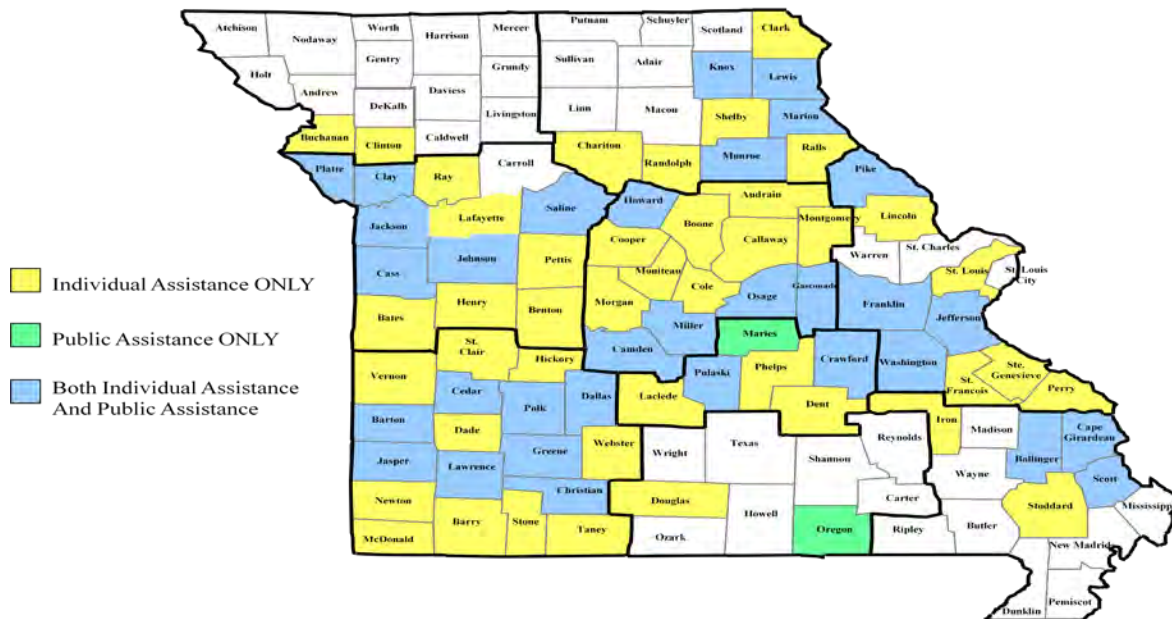 Atchison
Nodaway
Worth
Harrison
Mercer
Putnam
Schuyler
Scotland
Clark
Gentry
Sullivan
Adair
Knox
Lewis
Holt
Grundy
Andrew
DeKalb
Daviess
Livingston
Linn
Macon
Shelby
Marion
Buchanan
Clinton
Caldwell
Chariton
Randolph
Monroe
Ralls
Carroll
Platte
Clay
Ray
Pike
Saline
Howard
Audrain
Lafayette
Boone
Montgomery
Lincoln
Jackson
Cooper
Callaway
Warren
St. Charles
Johnson
Pettis
Cass
Moniteau
St. Louis
St. Louis
City
Individual Assistance ONLY
Henry
Benton
Morgan
Cole
Osage
Gasconade
Franklin
Jefferson
Bates
Miller
Public Assistance ONLY
Maries
St.
Clair
Hickory
Camden
Pulaski
Phelps
Crawford
Washington
Ste.
Genevieve
St.
Francois
Perry
Vernon
Both Individual Assistance
And Public Assistance
Cedar
Polk
Dallas
Laclede
Dent
Barton
Iron
Madison
Cape
Girardeau
Dade
Greene
Webster
Wright
Texas
Reynolds
Bollinger
Jasper
Lawrence
Shannon
Wayne
Scott
Christian
Newton
Douglas
Carter
Stoddard
Mississippi
Barry
Stone
Taney
Howell
Oregon
Ripley
Butler
McDonald
Ozark
New Madrid
Dunklin
Pemiscot